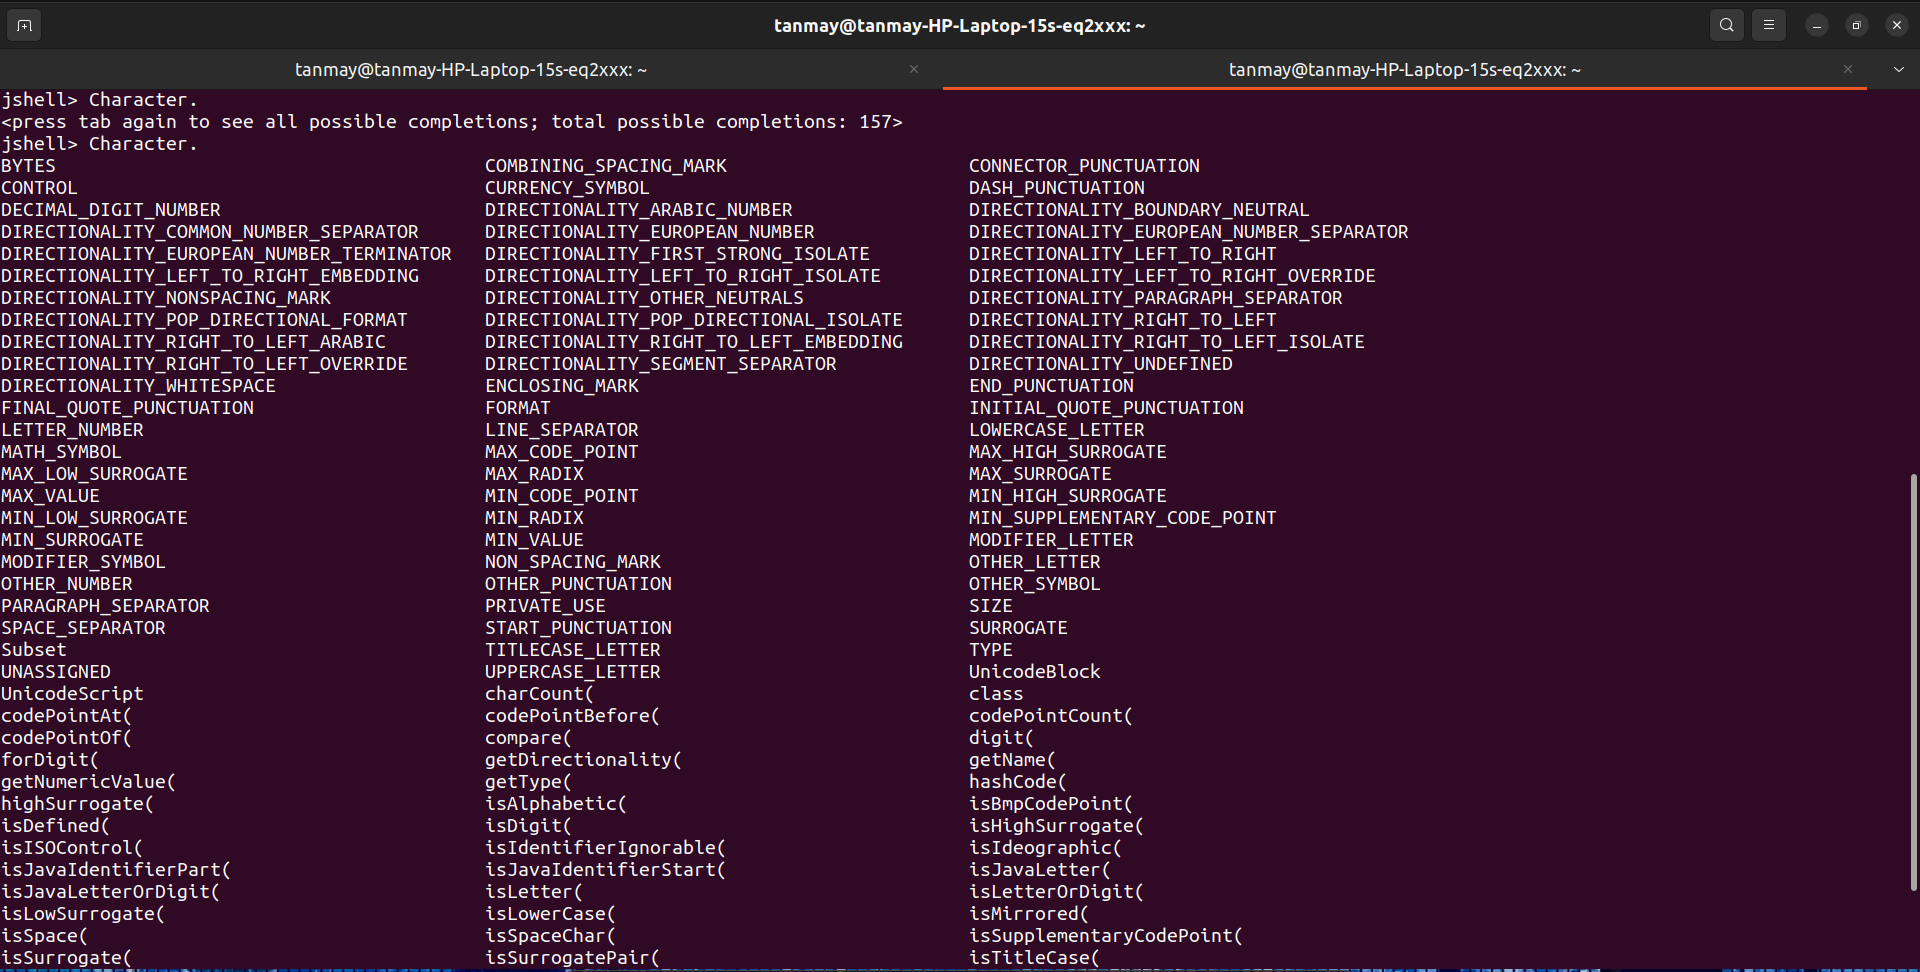 tanmay@tanmay-HP-Laptop-15s-eq2xxx: ~
tanmay@tanmay-HP-Laptop-15s-eq2xxx: ~ tanmay@tanmay-HP-Laptop-15s-eq2xxx: ~
jshell> Character.
<press tab again to see all possible completions; total possible completions: 157>
jshell> Character.
BYTES COMBINING_SPACING_MARK CONNECTOR_PUNCTUATION
CONTROL CURRENCY_SYMBOL DASH_PUNCTUATION
DECIMAL_DIGIT_NUMBER DIRECTIONALITY_ARABIC_NUMBER DIRECTIONALITY_BOUNDARY_NEUTRAL
DIRECTIONALITY_COMMON_NUMBER_SEPARATOR DIRECTIONALITY_EUROPEAN_NUMBER DIRECTIONALITY_EUROPEAN_NUMBER_SEPARATOR
DIRECTIONALITY_EUROPEAN_NUMBER_TERMINATOR DIRECTIONALITY_FIRST_STRONG_ISOLATE DIRECTIONALITY_LEFT_TO_RIGHT
DIRECTIONALITY_LEFT_TO_RIGHT_EMBEDDING DIRECTIONALITY_LEFT_TO_RIGHT_ISOLATE DIRECTIONALITY_LEFT_TO_RIGHT_OVERRIDE
DIRECTIONALITY_NONSPACING_MARK DIRECTIONALITY_OTHER_NEUTRALS DIRECTIONALITY_PARAGRAPH_SEPARATOR
DIRECTIONALITY_POP_DIRECTIONAL_FORMAT DIRECTIONALITY_POP_DIRECTIONAL_ISOLATE DIRECTIONALITY_RIGHT_TO_LEFT
DIRECTIONALITY_RIGHT_TO_LEFT_ARABIC DIRECTIONALITY_RIGHT_TO_LEFT_EMBEDDING DIRECTIONALITY_RIGHT_TO_LEFT_ISOLATE
DIRECTIONALITY_RIGHT_TO_LEFT_OVERRIDE DIRECTIONALITY_SEGMENT_SEPARATOR DIRECTIONALITY_UNDEFINED
DIRECTIONALITY_WHITESPACE ENCLOSING_MARK END_PUNCTUATION
FINAL_QUOTE_PUNCTUATION FORMAT INITIAL_QUOTE_PUNCTUATION
LETTER_NUMBER LINE_SEPARATOR LOWERCASE_LETTER
MATH_SYMBOL MAX_CODE_POINT MAX_HIGH_SURROGATE
MAX_LOW_SURROGATE MAX_RADIX MAX_SURROGATE
MAX_VALUE MIN_CODE_POINT MIN_HIGH_SURROGATE
MIN_LOW_SURROGATE MIN_RADIX MIN_SUPPLEMENTARY_CODE_POINT
MIN_SURROGATE MIN_VALUE MODIFIER_LETTER
MODIFIER_SYMBOL NON_SPACING_MARK OTHER_LETTER
OTHER_NUMBER OTHER_PUNCTUATION OTHER_SYMBOL
PARAGRAPH_SEPARATOR PRIVATE_USE SIZE
SPACE_SEPARATOR START_PUNCTUATION SURROGATE
Subset TITLECASE_LETTER TYPE
UNASSIGNED UPPERCASE_LETTER UnicodeBlock
UnicodeScript charCount( class
codePointAt( codePointBefore( codePointCount(
codePointOf( compare( digit(
forDigit( getDirectionality( getName(
getNumericValue( getType( hashCode(
highSurrogate( isAlphabetic( isBmpCodePoint(
isDefined( isDigit( isHighSurrogate(
isISOControl( isIdentifierIgnorable( isIdeographic(
isJavaIdentifierPart( isJavaIdentifierStart( isJavaLetter(
isJavaLetterOrDigit( isLetter( isLetterOrDigit(
isLowSurrogate( isLowerCase( isMirrored(
isSpace( isSpaceChar( isSupplementaryCodePoint(
isSurrogate( isSurrogatePair( isTitleCase(